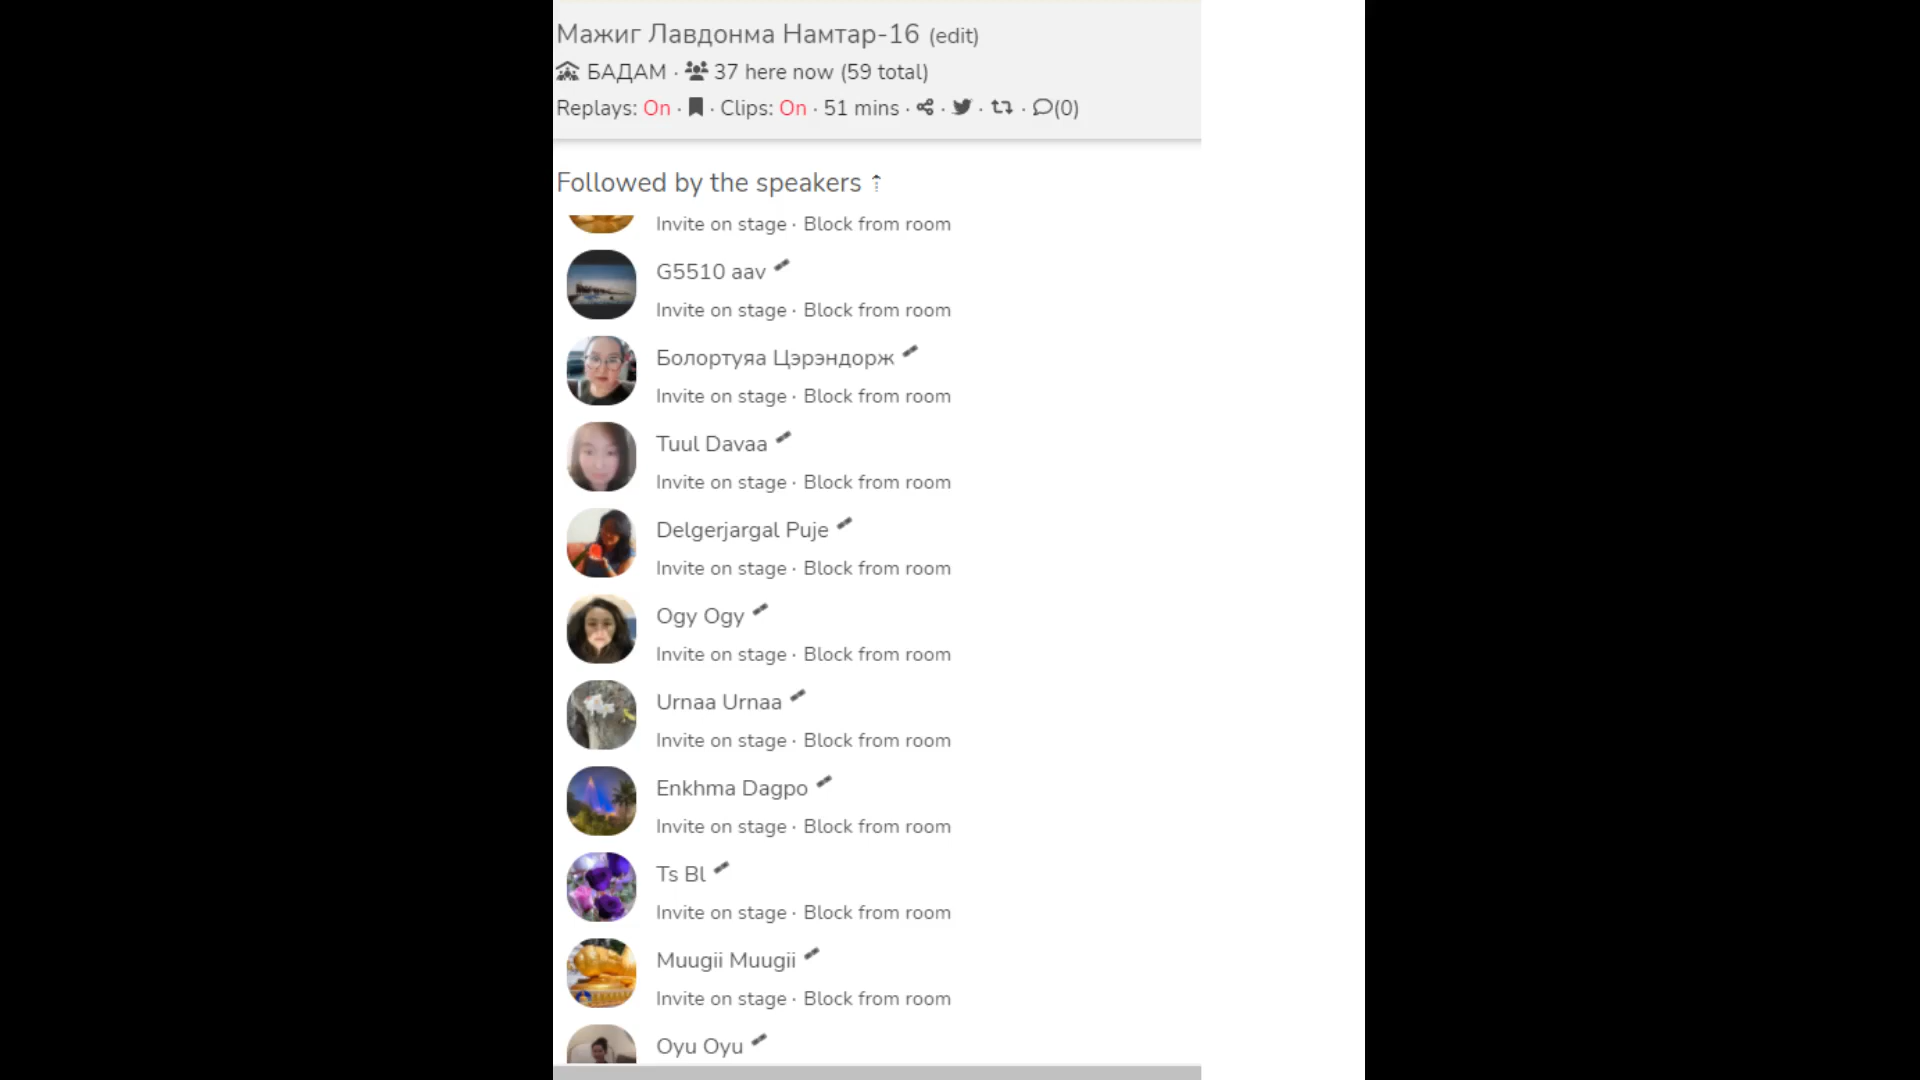 Мажиг Лавдонма Намтар-16 (edit)
БАДАМ · 37 here now (59 total)
Replays: On · · Clips: On · 51 mins · · · · (0)
Followed by the speakers
Invite on stage · Block from room
G5510 aav
Invite on stage · Block from room
Болортуяа Цэрэндорж
Invite on stage · Block from room
Tuul Davaa
Invite on stage · Block from room
Delgerjargal Puje
Invite on stage · Block from room
Ogy Ogy
Invite on stage · Block from room
Urnaa Urnaa
Invite on stage · Block from room
Enkhma Dagpo
Invite on stage · Block from room
Ts Bl
Invite on stage · Block from room
Muugii Muugii
Invite on stage · Block from room
Oyu Oyu